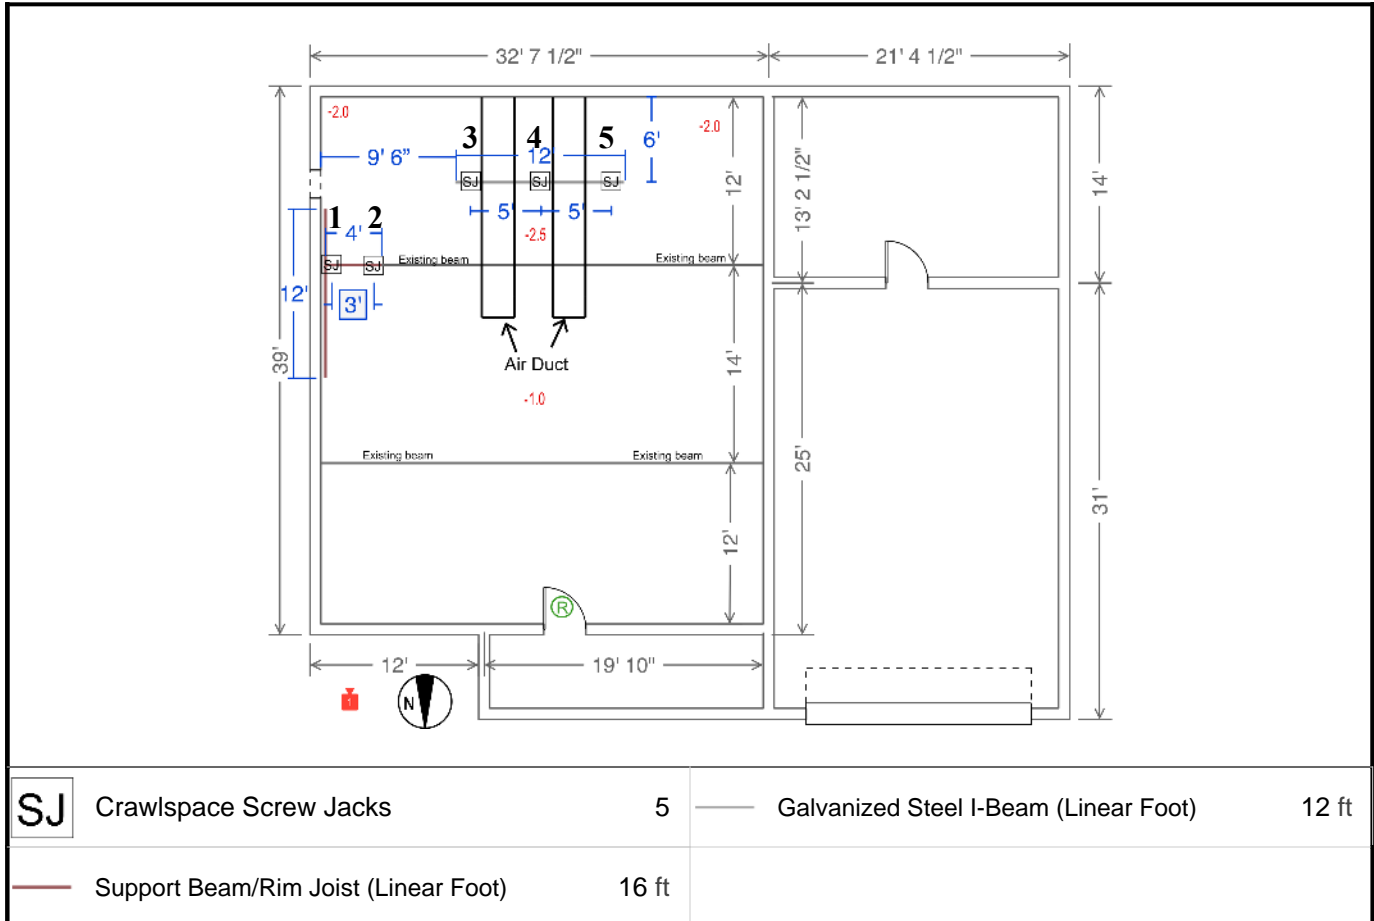 32' 7 1/2"
21' 4 1/2"
-2.0
-2.0
3
4
5
6'
9' 6”
12
12'
13' 2 1/2"
14'
SJ
SJ
SJ
5'
5'
1
2
4'
-2.5
SJ
SJ
Existing beam
Existing beam
12'
3'
39'
14'
Air Duct
-1.0
Existing beam
Existing beam
25'
31'
12'
R
12'
19' 10"
1
N
SJ Crawlspace Screw Jacks 5
Galvanized Steel I-Beam (Linear Foot) 12 ft
Support Beam/Rim Joist (Linear Foot) 16 ft